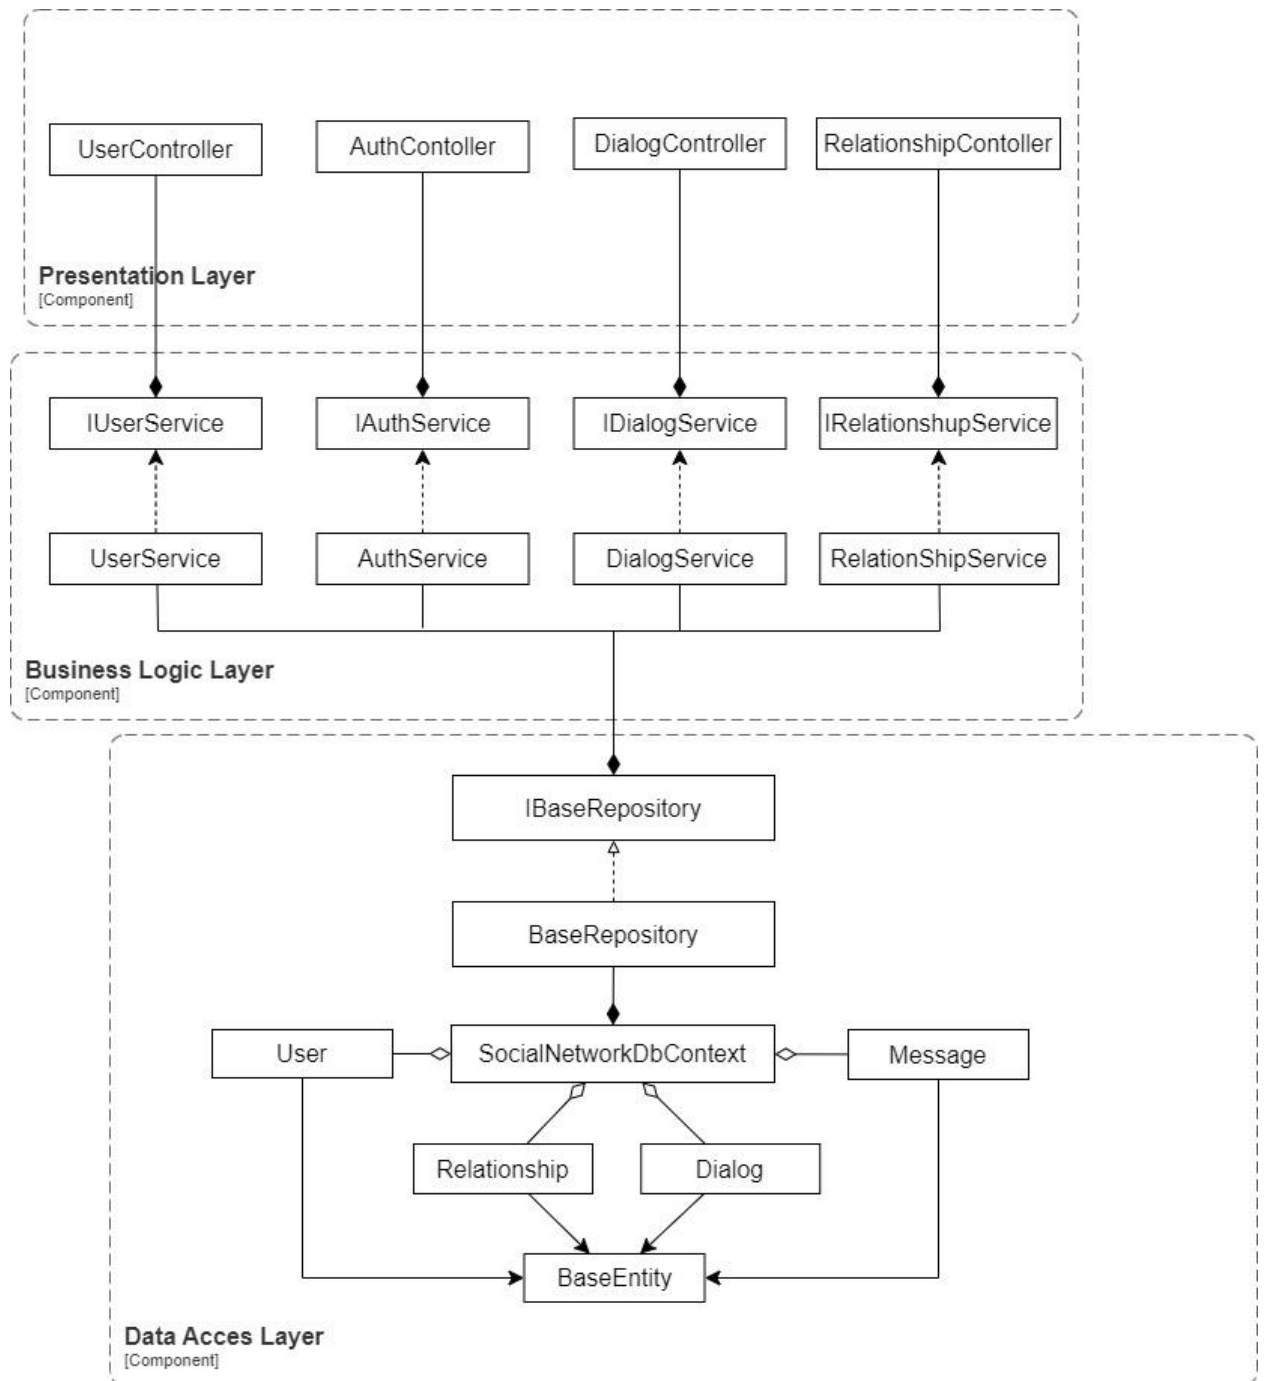 UserController
AuthContoller
DialogController
RelationshipContoller
Presentation Layer
[Component]
IUserService
IAuthService
IDialogService
IRelationshupService
UserService
AuthService
DialogService
RelationShipService
Business Logic Layer
[Component]
IBaseRepository
BaseRepository
User
SocialNetworkDbContext
Message
Relationship
Dialog
BaseEntity
Data Acces Layer
[Component]